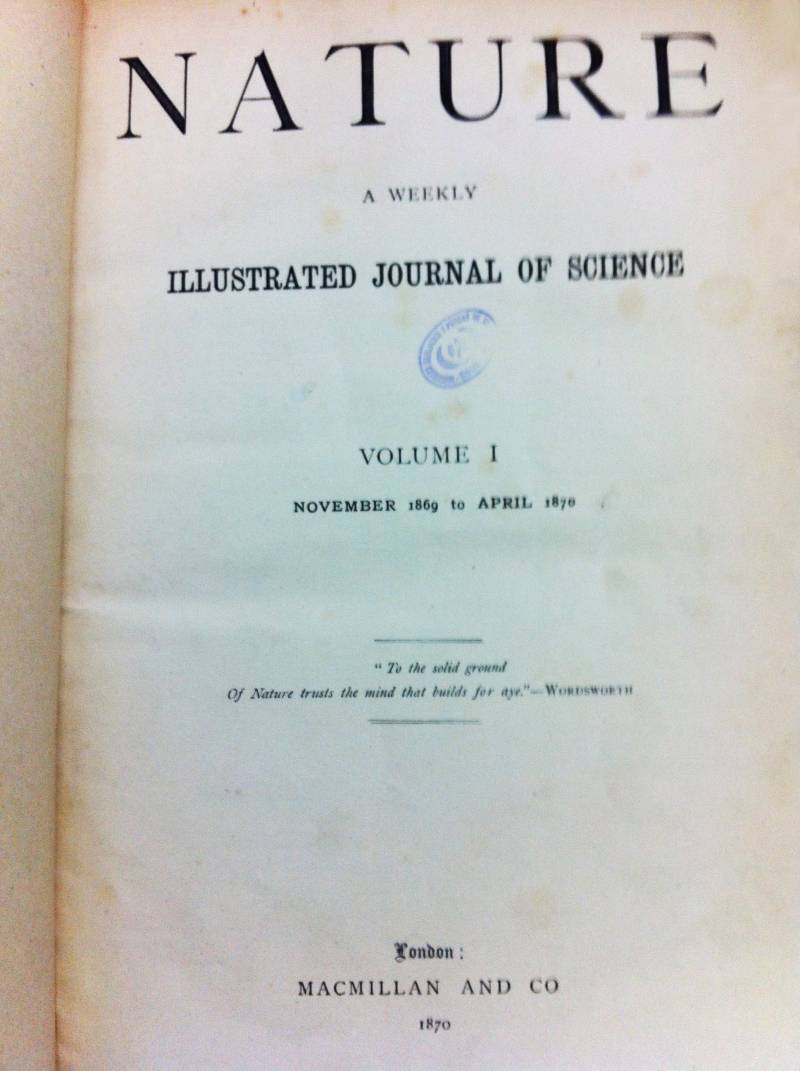 NATURE
A WEEKLY
ILLUSTRATED JOURNAL OF SCIENCE
VOLUME I
NOVEMBER 1869 to APRIL 1870
"To the solid ground
Of Nature trusts the mind that builds for aye."—WORDSWORTH
London:
MACMILLAN AND CO
1870